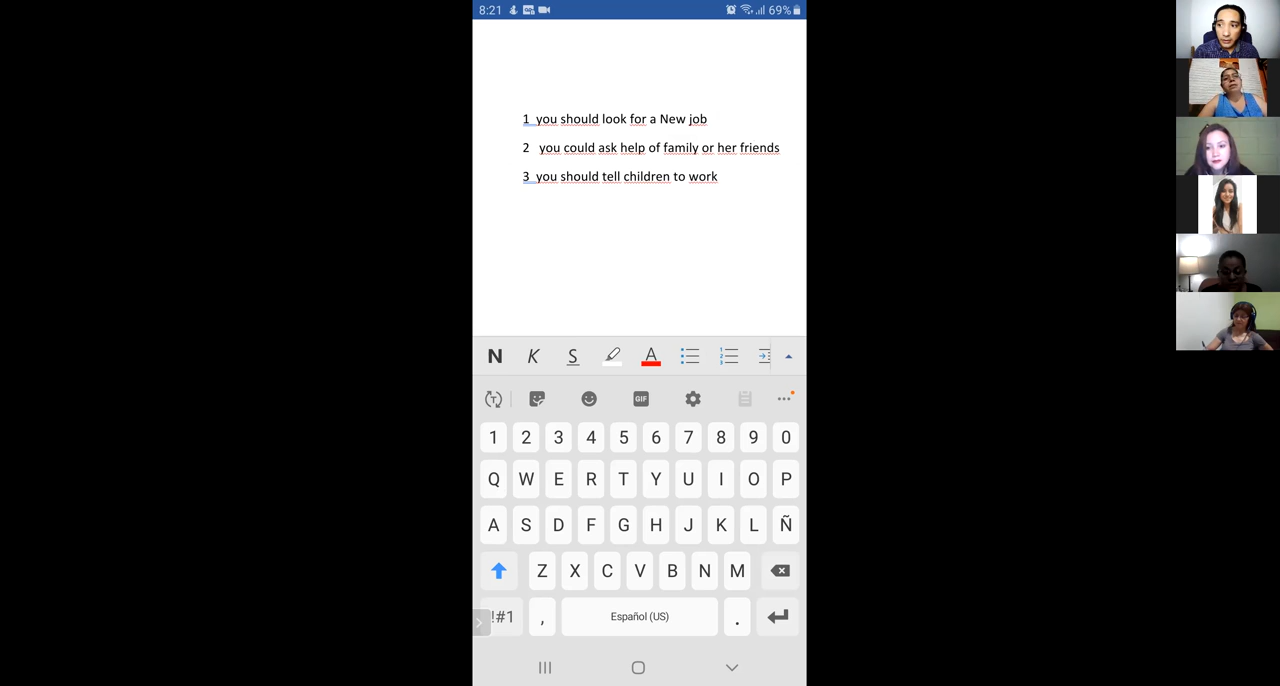 8:21 69%
1 you should look for a New job
2 you could ask help of family or her friends
3 you should tell children to work
N K S A
T GIF ...
1 2 3 4 5 6 7 8 9 0
Q W E R T Y U I O P
A S D F G H J K L Ñ
Z X C V B N M
!#1 , Español (US) .